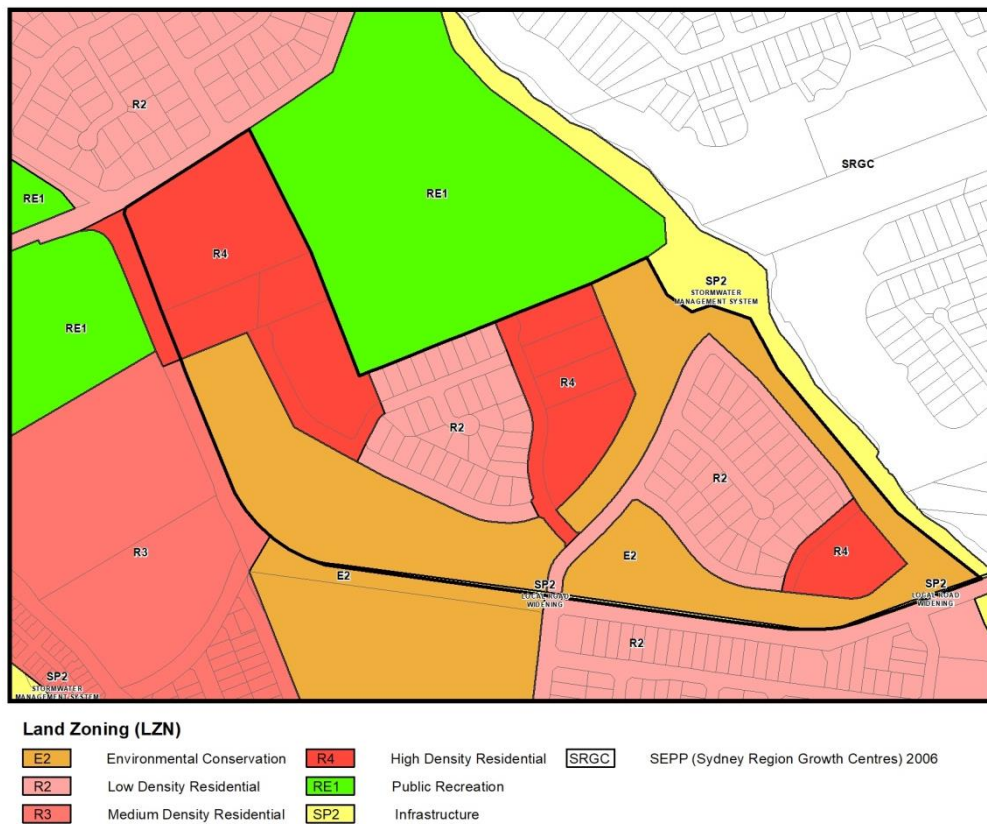 R2
SRGC
RE1
RE1
R4
SP2
STORMWATER
MANAGEMENT SYSTEM
RE1
R4
R2
R2
R3
R4
E2
E2
SP2
LOCAL ROAD
WIDENING
SP2
LOCAL ROAD
WIDENING
R2
SP2
STORMWATER
MANAGEMENT SYSTEM
Land Zoning (LZN)
E2 Environmental Conservation R4 High Density Residential SRGC SEPP (Sydney Region Growth Centres) 2006
R2 Low Density Residential RE1 Public Recreation
R3 Medium Density Residential SP2 Infrastructure